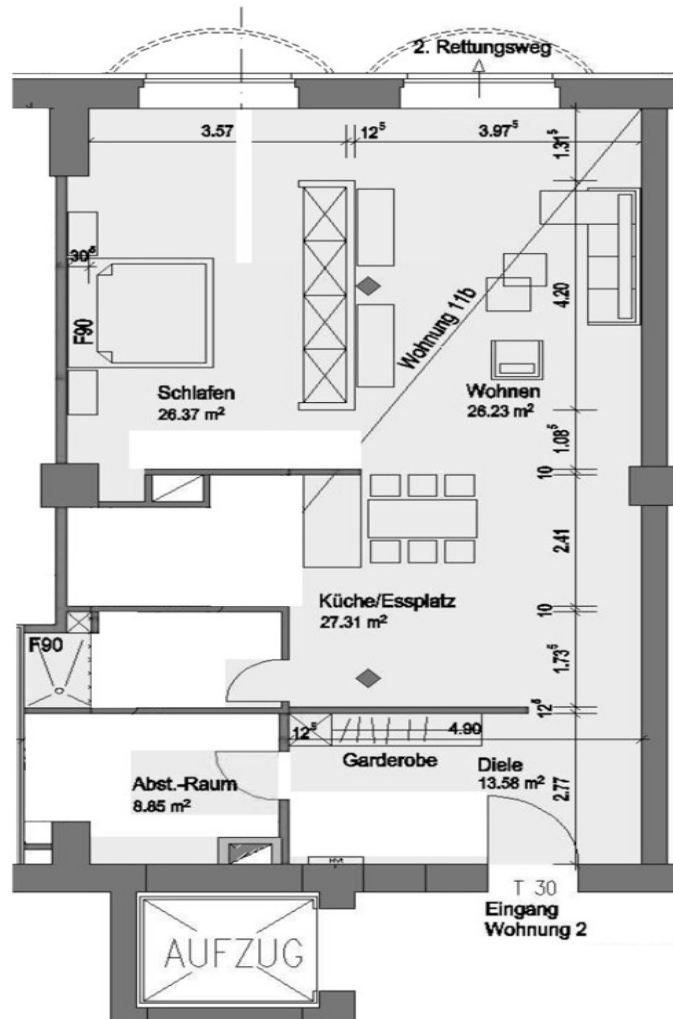 2. Rettungsweg
3.57
12⁵
3.97⁵
1.31⁵
30⁵
F90
Wohnung 11b
4.20
Schlafen
26.37 m²
Wohnen
26.23 m²
1.08⁵
10
2.41
Küche/Essplatz
27.31 m²
10
F90
1.73⁵
12⁵
12⁵
4.90
Garderobe
Diele
13.58 m²
Abst.-Raum
8.85 m²
2.77
T 30
Eingang
Wohnung 2
AUFZUG